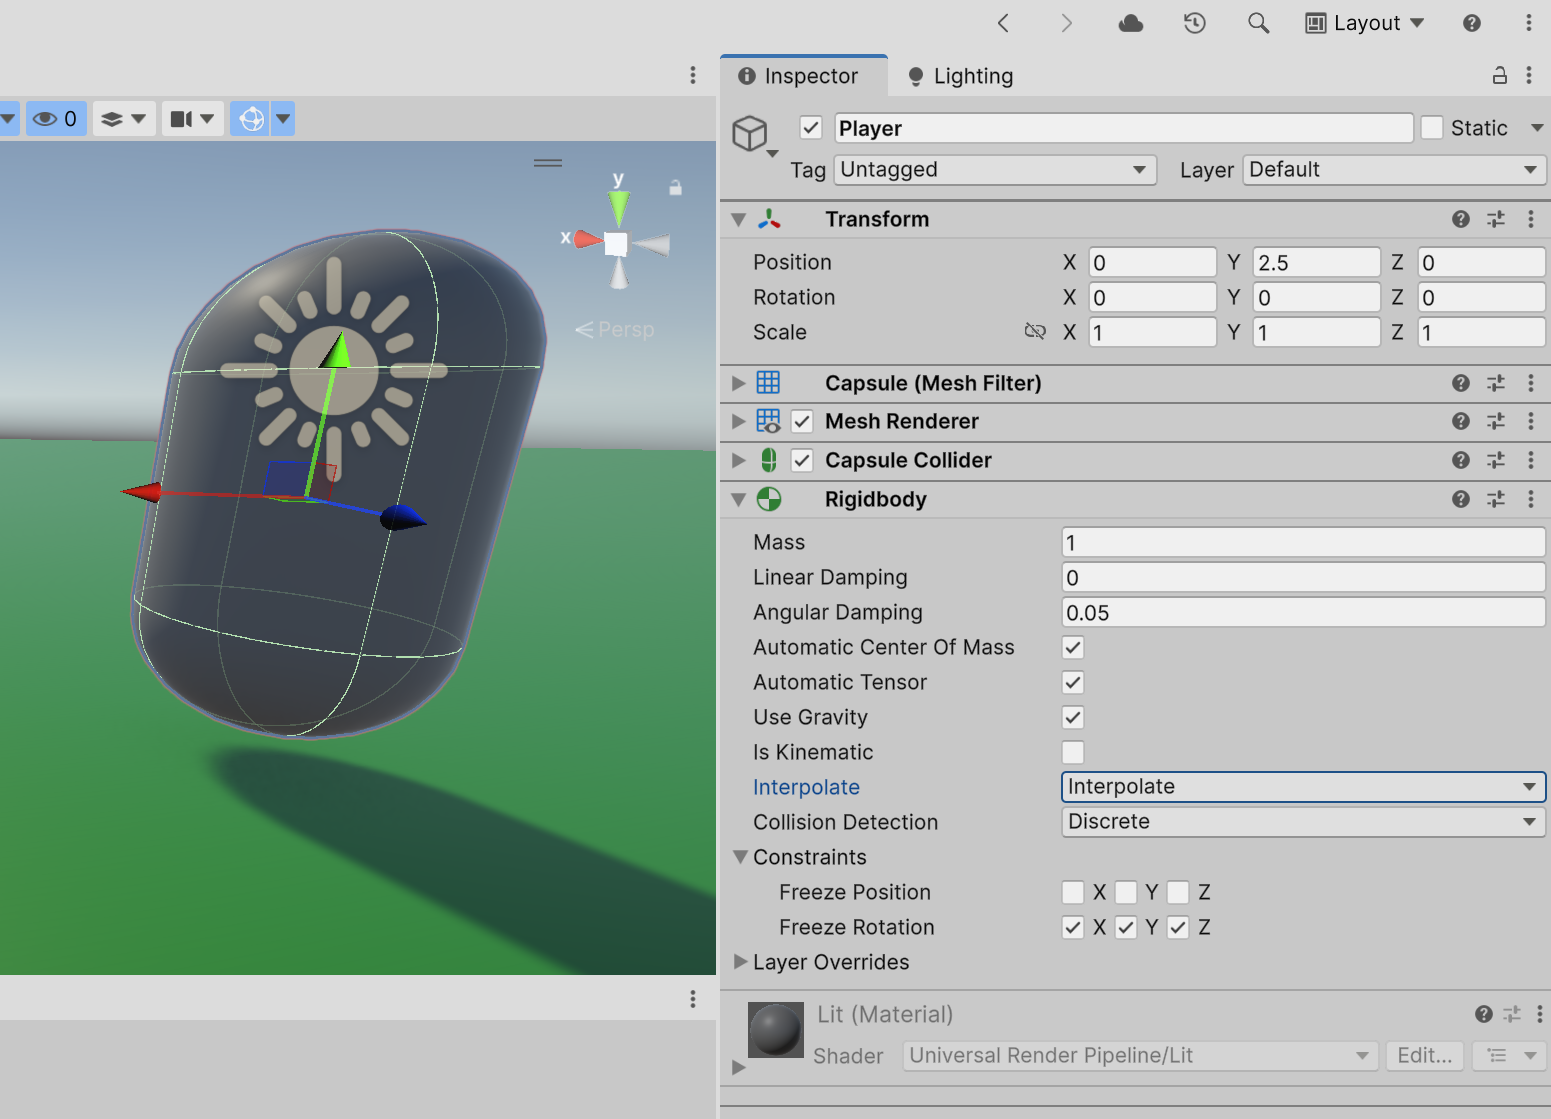 Layout
Inspector
Lighting
0
Player
Static
Tag
Untagged
Layer
Default
Transform
Position X 0 Y 2.5 Z 0
Rotation X 0 Y 0 Z 0
Scale X 1 Y 1 Z 1
Capsule (Mesh Filter)
Mesh Renderer
Capsule Collider
Rigidbody
Mass 1
Linear Damping 0
Angular Damping 0.05
Automatic Center Of Mass
Automatic Tensor
Use Gravity
Is Kinematic
Interpolate Interpolate
Collision Detection Discrete
Constraints
Freeze Position X Y Z
Freeze Rotation X Y Z
Layer Overrides
Lit (Material)
Shader Universal Render Pipeline/Lit Edit...
y
x
Persp